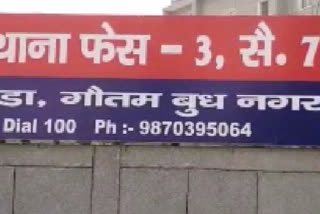 थाना फेस - 3, सै. 7
डा, गौतम बुध नगर
Dial 100 Ph :- 9870395064